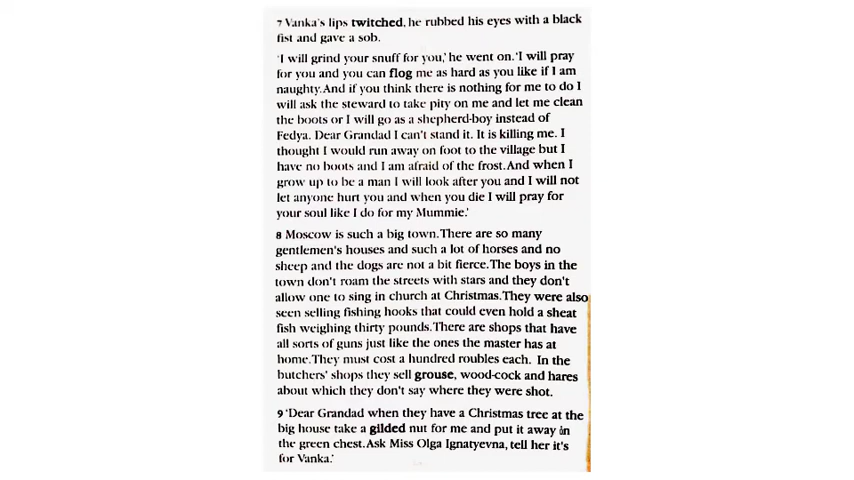 7 Vanka's lips twitched, he rubbed his eyes with a black
fist and gave a sob.
'I will grind your snuff for you,' he went on. 'I will pray
for you and you can flog me as hard as you like if I am
naughty. And if you think there is nothing for me to do I
will ask the steward to take pity on me and let me clean
the boots or I will go as a shepherd-boy instead of
Fedya. Dear Grandad I can't stand it. It is killing me. I
thought I would run away on foot to the village but I
have no boots and I am afraid of the frost. And when I
grow up to be a man I will look after you and I will not
let anyone hurt you and when you die I will pray for
your soul like I do for my Mummie.'
8 Moscow is such a big town. There are so many
gentlemen's houses and such a lot of horses and no
sheep and the dogs are not a bit fierce. The boys in the
town don't roam the streets with stars and they don't
allow one to sing in church at Christmas. They were also
seen selling fishing hooks that could even hold a sheat
fish weighing thirty pounds. There are shops that have
all sorts of guns just like the ones the master has at
home. They must cost a hundred roubles each. In the
butchers' shops they sell grouse, wood-cock and hares
about which they don't say where they were shot.
9 'Dear Grandad when they have a Christmas tree at the
big house take a gilded nut for me and put it away in
the green chest. Ask Miss Olga Ignatyevna, tell her it's
for Vanka.'